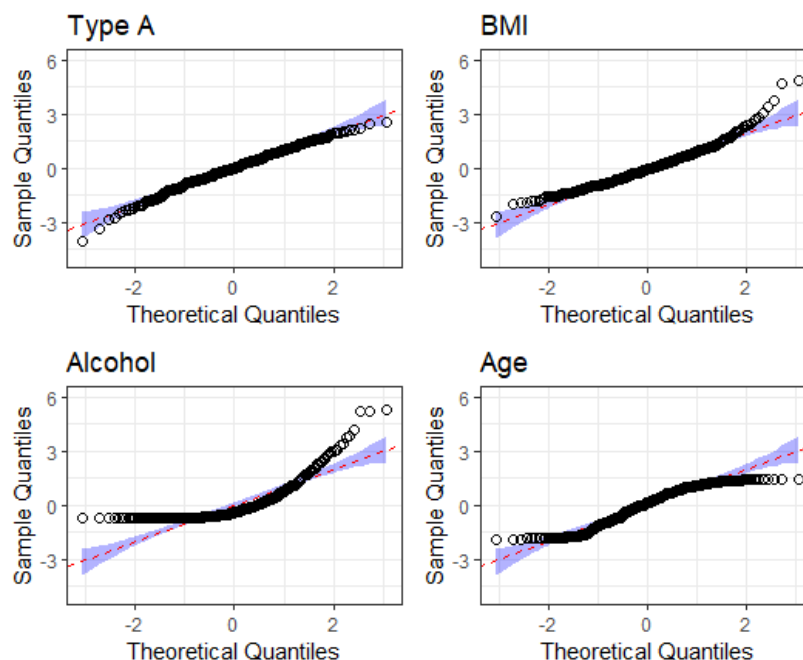 Type A
6
3
0
-3
Sample Quantiles
-2
0
2
Theoretical Quantiles
BMI
6
3
0
-3
Sample Quantiles
-2
0
2
Theoretical Quantiles
Alcohol
6
3
0
-3
Sample Quantiles
-2
0
2
Theoretical Quantiles
Age
6
3
0
-3
Sample Quantiles
-2
0
2
Theoretical Quantiles